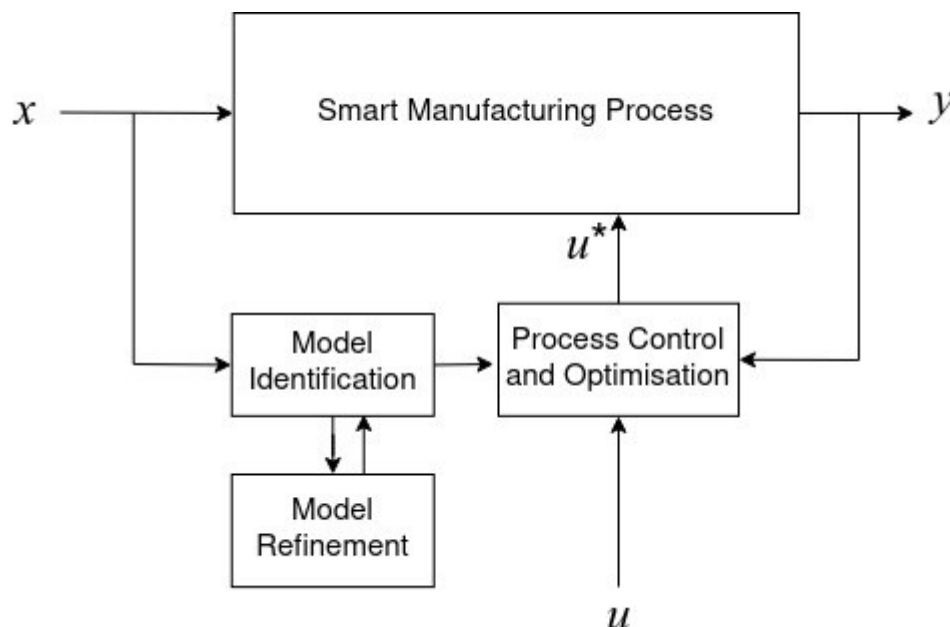 Smart Manufacturing Process
x
y
u*
Model
Identification
Process Control
and Optimisation
Model
Refinement
u